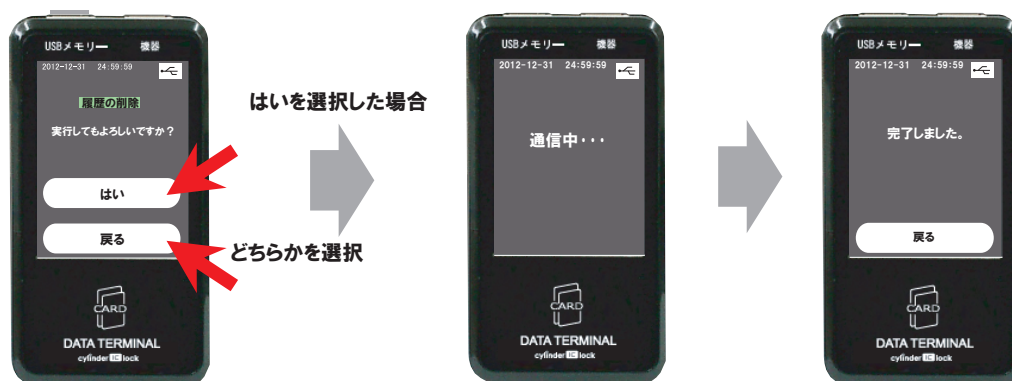 USBメモリー 機器
2012-12-31 24:59:59
履歴の削除
実行してもよろしいですか？
はい
戻る
CARD
DATA TERMINAL
cylinder IC lock
はいを選択した場合
どちらかを選択
USBメモリー 機器
2012-12-31 24:59:59
通信中・・・
CARD
DATA TERMINAL
cylinder IC lock
USBメモリー 機器
2012-12-31 24:59:59
完了しました。
戻る
CARD
DATA TERMINAL
cylinder IC lock